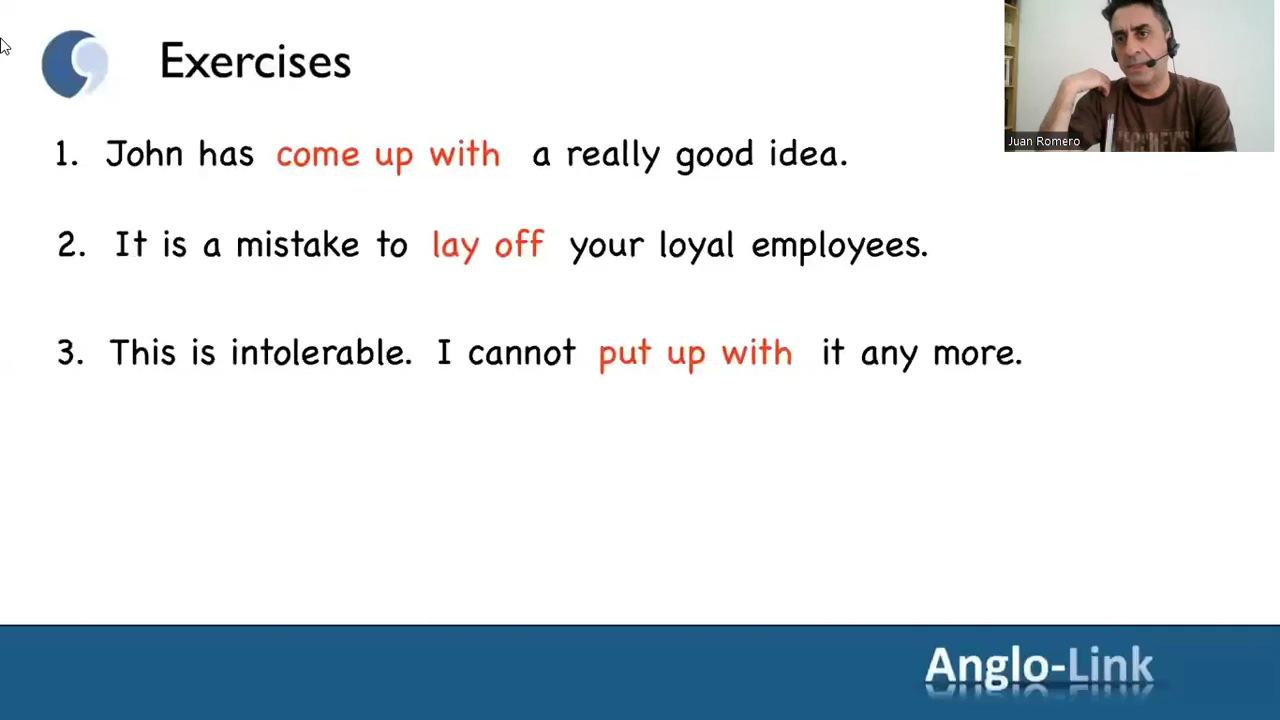 Exercises
Juan Romero
1. John has come up with a really good idea.
2. It is a mistake to lay off your loyal employees.
3. This is intolerable. I cannot put up with it any more.
Anglo-Link